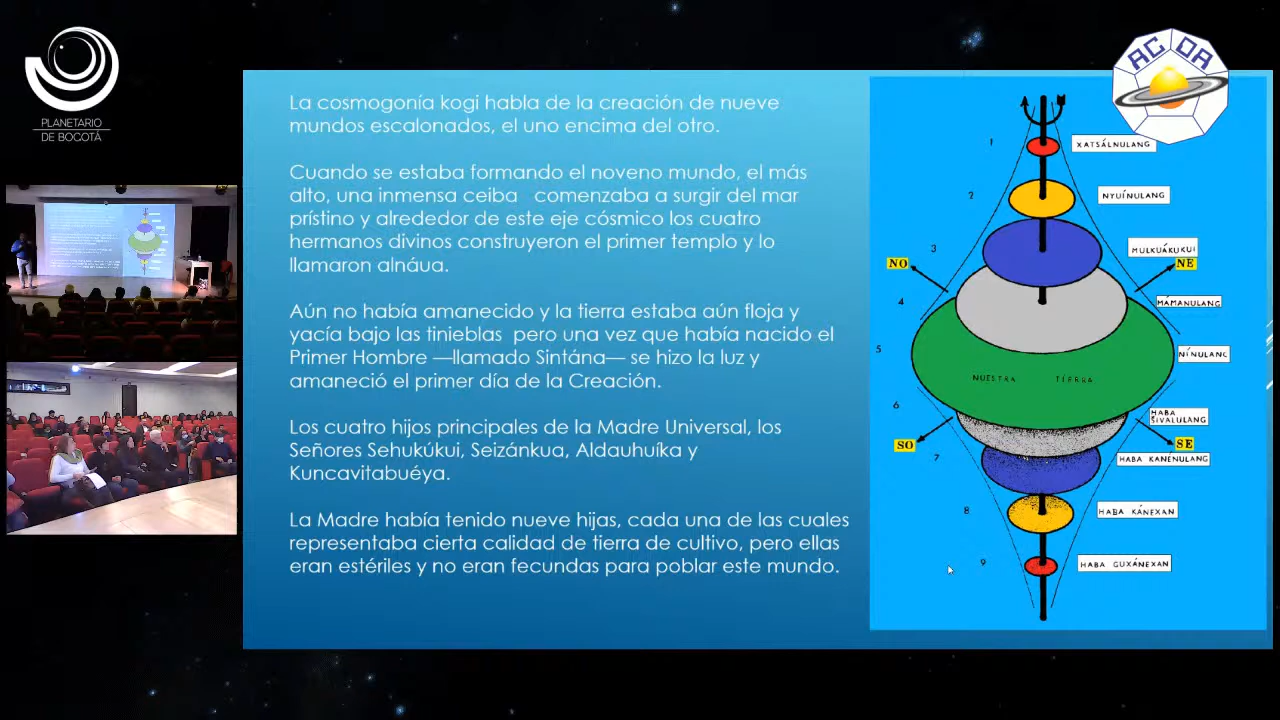 PLANETARIO
DE BOGOTÁ
La cosmogonía kogi habla de la creación de nueve
mundos escalonados, el uno encima del otro.
Cuando se estaba formando el noveno mundo, el más
alto, una inmensa ceiba comenzaba a surgir del mar
prístino y alrededor de este eje cósmico los cuatro
hermanos divinos construyeron el primer templo y lo
llamaron alnáua.
Aún no había amanecido y la tierra estaba aún floja y
yacía bajo las tinieblas pero una vez que había nacido el
Primer Hombre —llamado Sintána— se hizo la luz y
amaneció el primer día de la Creación.
Los cuatro hijos principales de la Madre Universal, los
Señores Sehukúkui, Seizánkua, Aldauhuíka y
Kuncavitabuéya.
La Madre había tenido nueve hijas, cada una de las cuales
representaba cierta calidad de tierra de cultivo, pero ellas
eran estériles y no eran fecundas para poblar este mundo.
ACDA
1 XATSÁLNULANG
2 NYUÍNULANG
3 MULKUÁKUKUI
NO NE
4 MÁMANULANG
5 NÍNULANG
NUESTRA TIERRA
6 HABA
SIVALULANG
SO SE
7 HABA KANÉNULANG
8 HABA KÁNEXAN
9 HABA GUXÁNEXAN